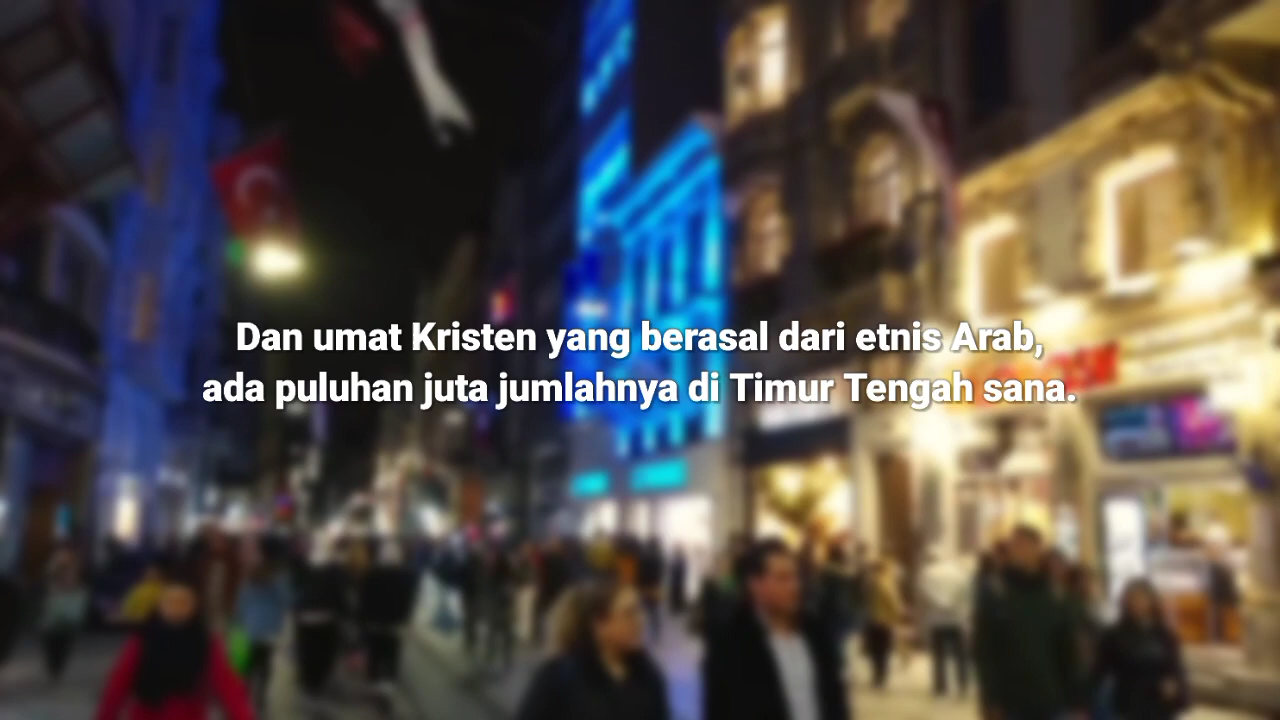 Dan umat Kristen yang berasal dari etnis Arab,
ada puluhan juta jumlahnya di Timur Tengah sana.